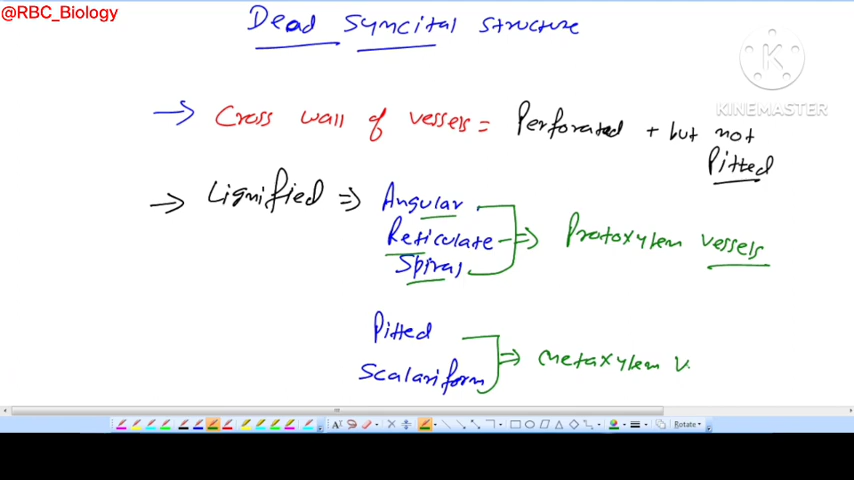 @RBC_Biology
Dead Syncital structure
KINEMASTER
→ Cross wall of vessels = Perforated + but not
Pitted
→ Lignified ⇒ Angular
Reticulate ⇒ Protoxylem vessels
Spiral
Pitted
Scalariform ⇒ metaxylem v.
Rotate